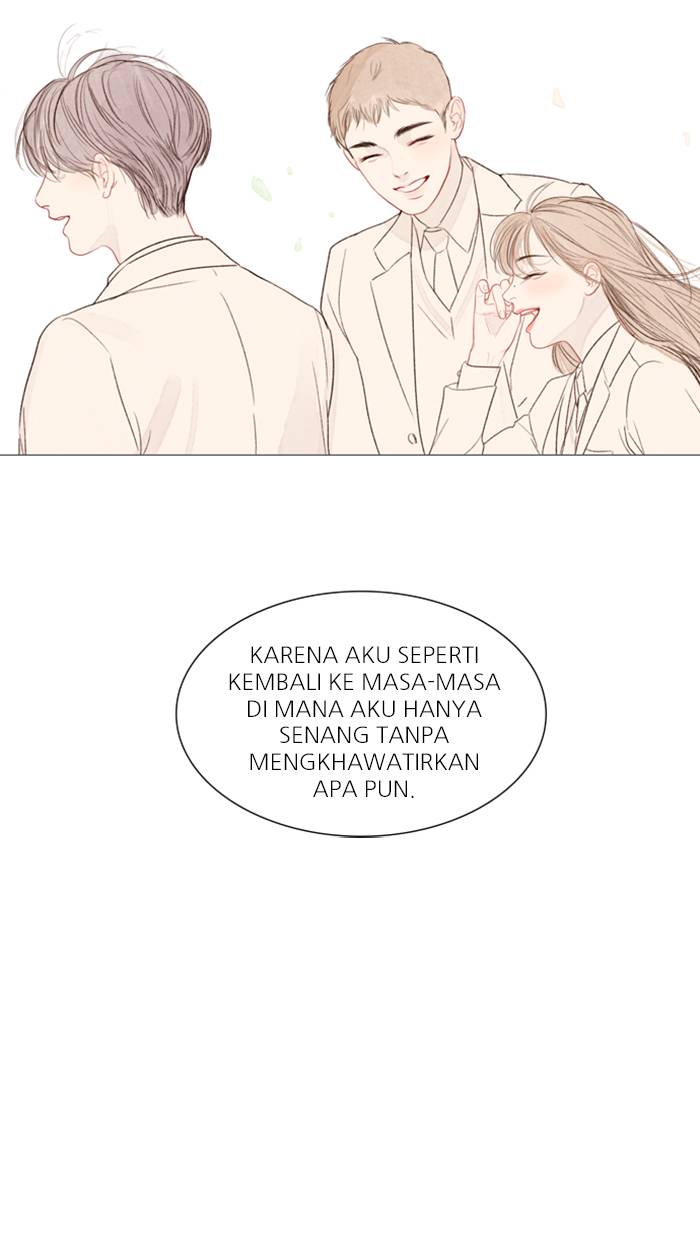 KARENA AKU SEPERTI
KEMBALI KE MASA-MASA
DI MANA AKU HANYA
SENANG TANPA
MENGKHAWATIRKAN
APA PUN.